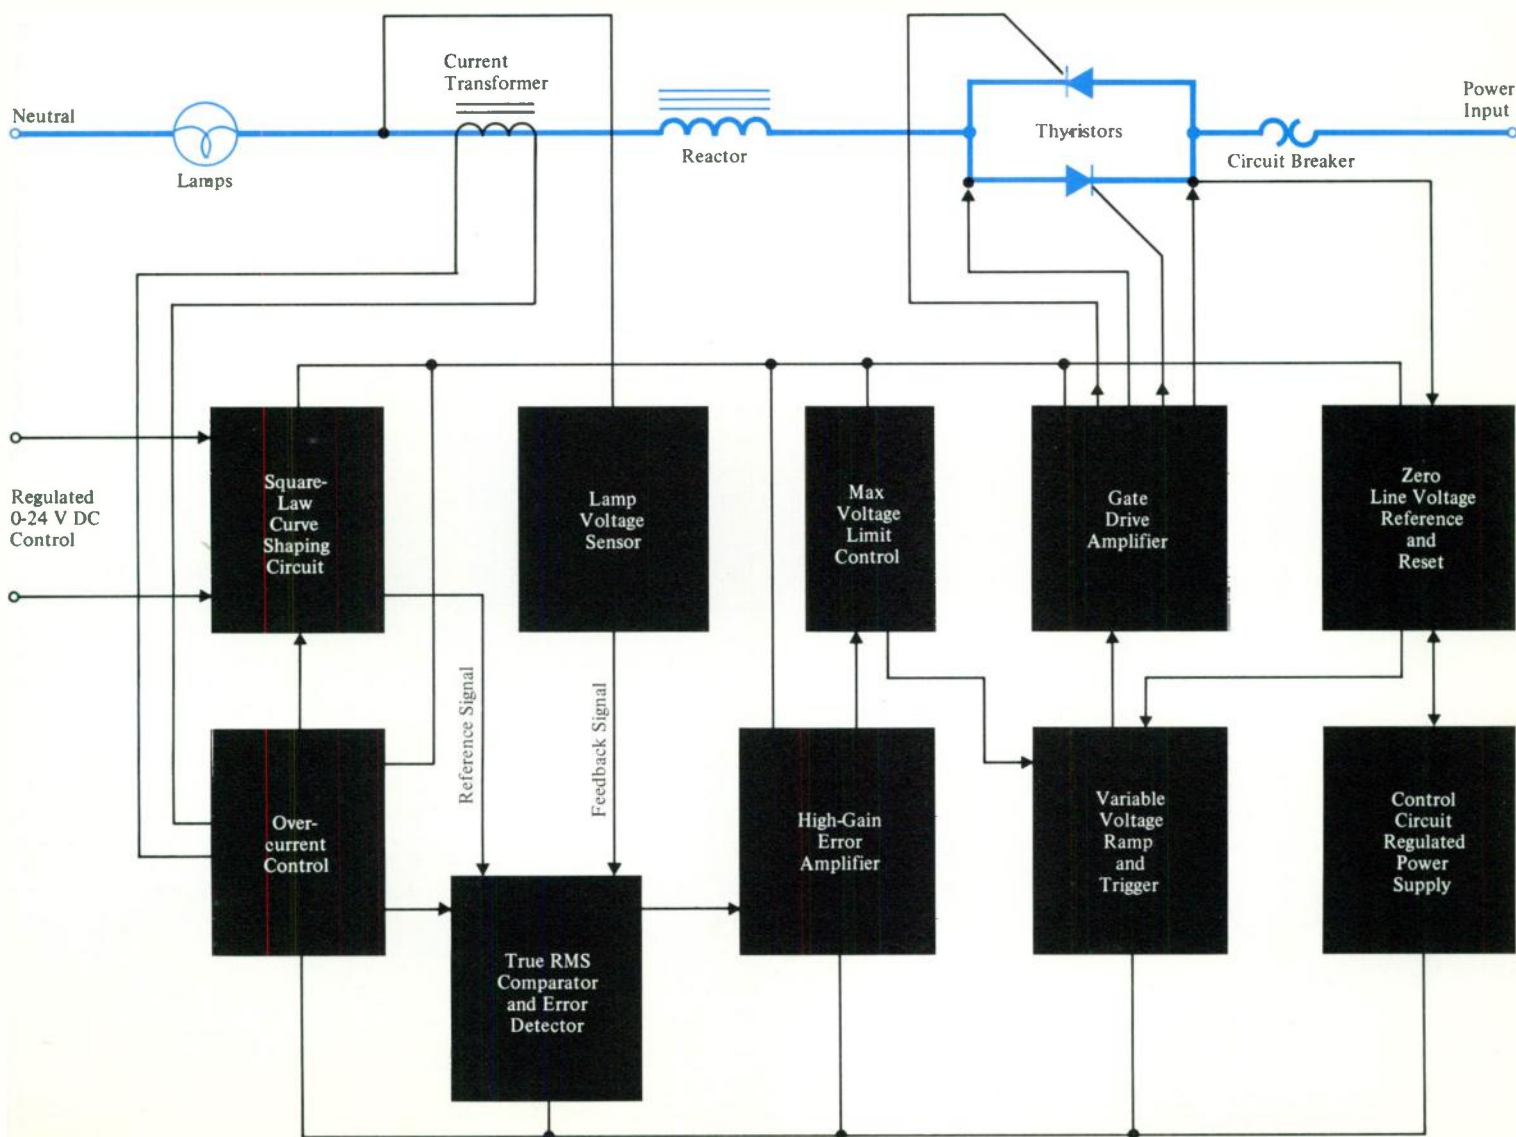 Current
Transformer
Neutral
Lamps
Reactor
Thyristors
Circuit Breaker
Power
Input
Regulated
0-24 V DC
Control
Square-
Law
Curve
Shaping
Circuit
Lamp
Voltage
Sensor
Max
Voltage
Limit
Control
Gate
Drive
Amplifier
Zero
Line Voltage
Reference
and
Reset
Reference Signal
Feedback Signal
Over-
current
Control
True RMS
Comparator
and Error
Detector
High-Gain
Error
Amplifier
Variable
Voltage
Ramp
and
Trigger
Control
Circuit
Regulated
Power
Supply